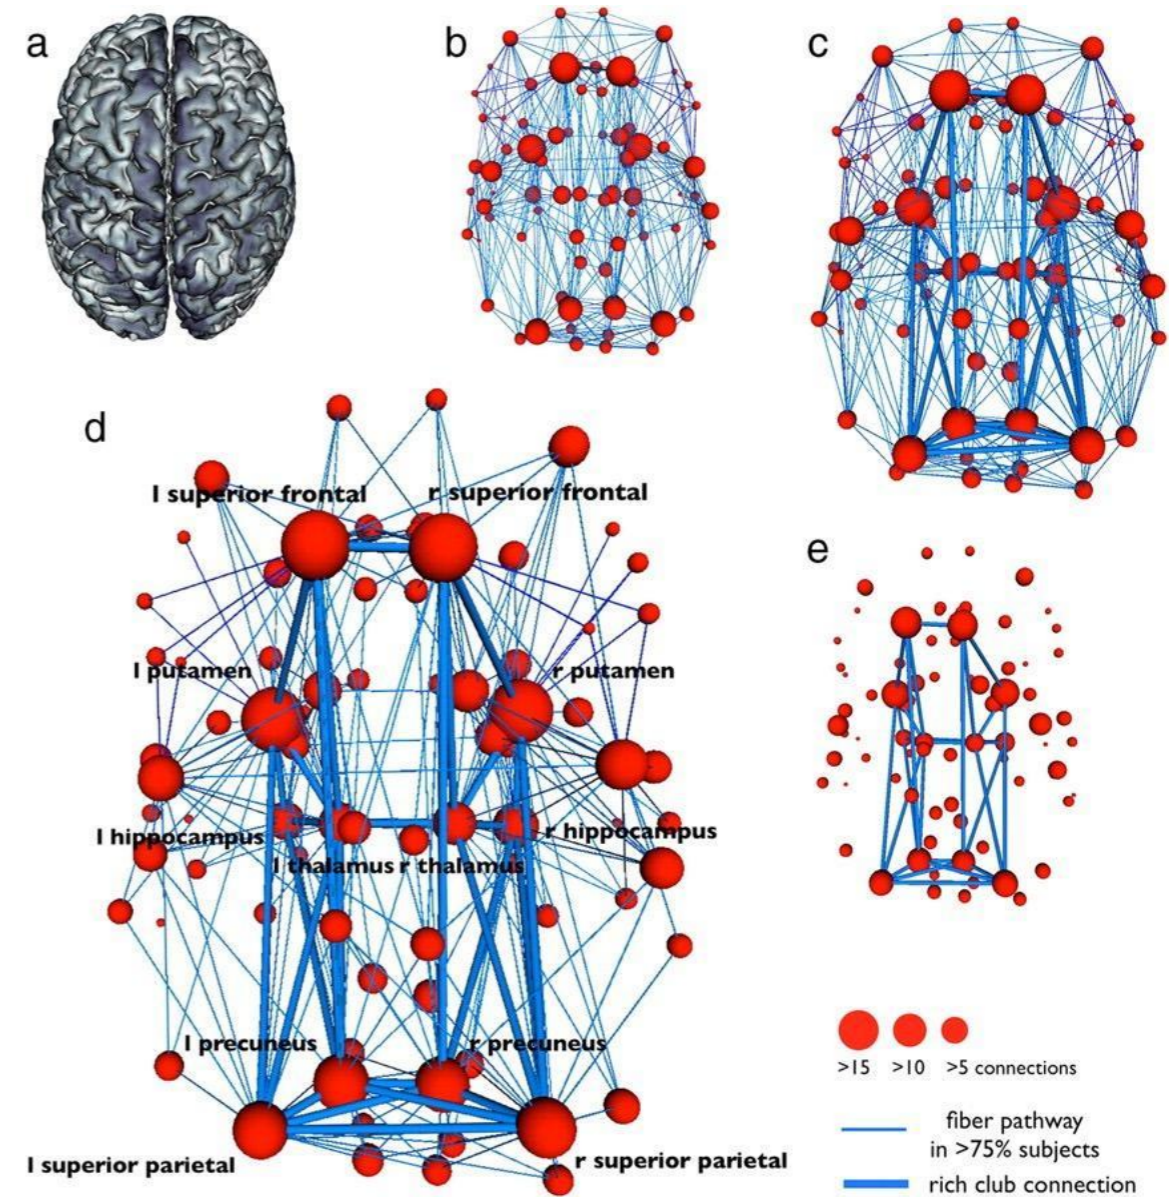 a
b
c
d
l superior frontal
r superior frontal
l putamen
r putamen
l hippocampus
r hippocampus
l thalamus r thalamus
l precuneus
r precuneus
l superior parietal
r superior parietal
e
>15 >10 >5 connections
fiber pathway
in >75% subjects
rich club connection